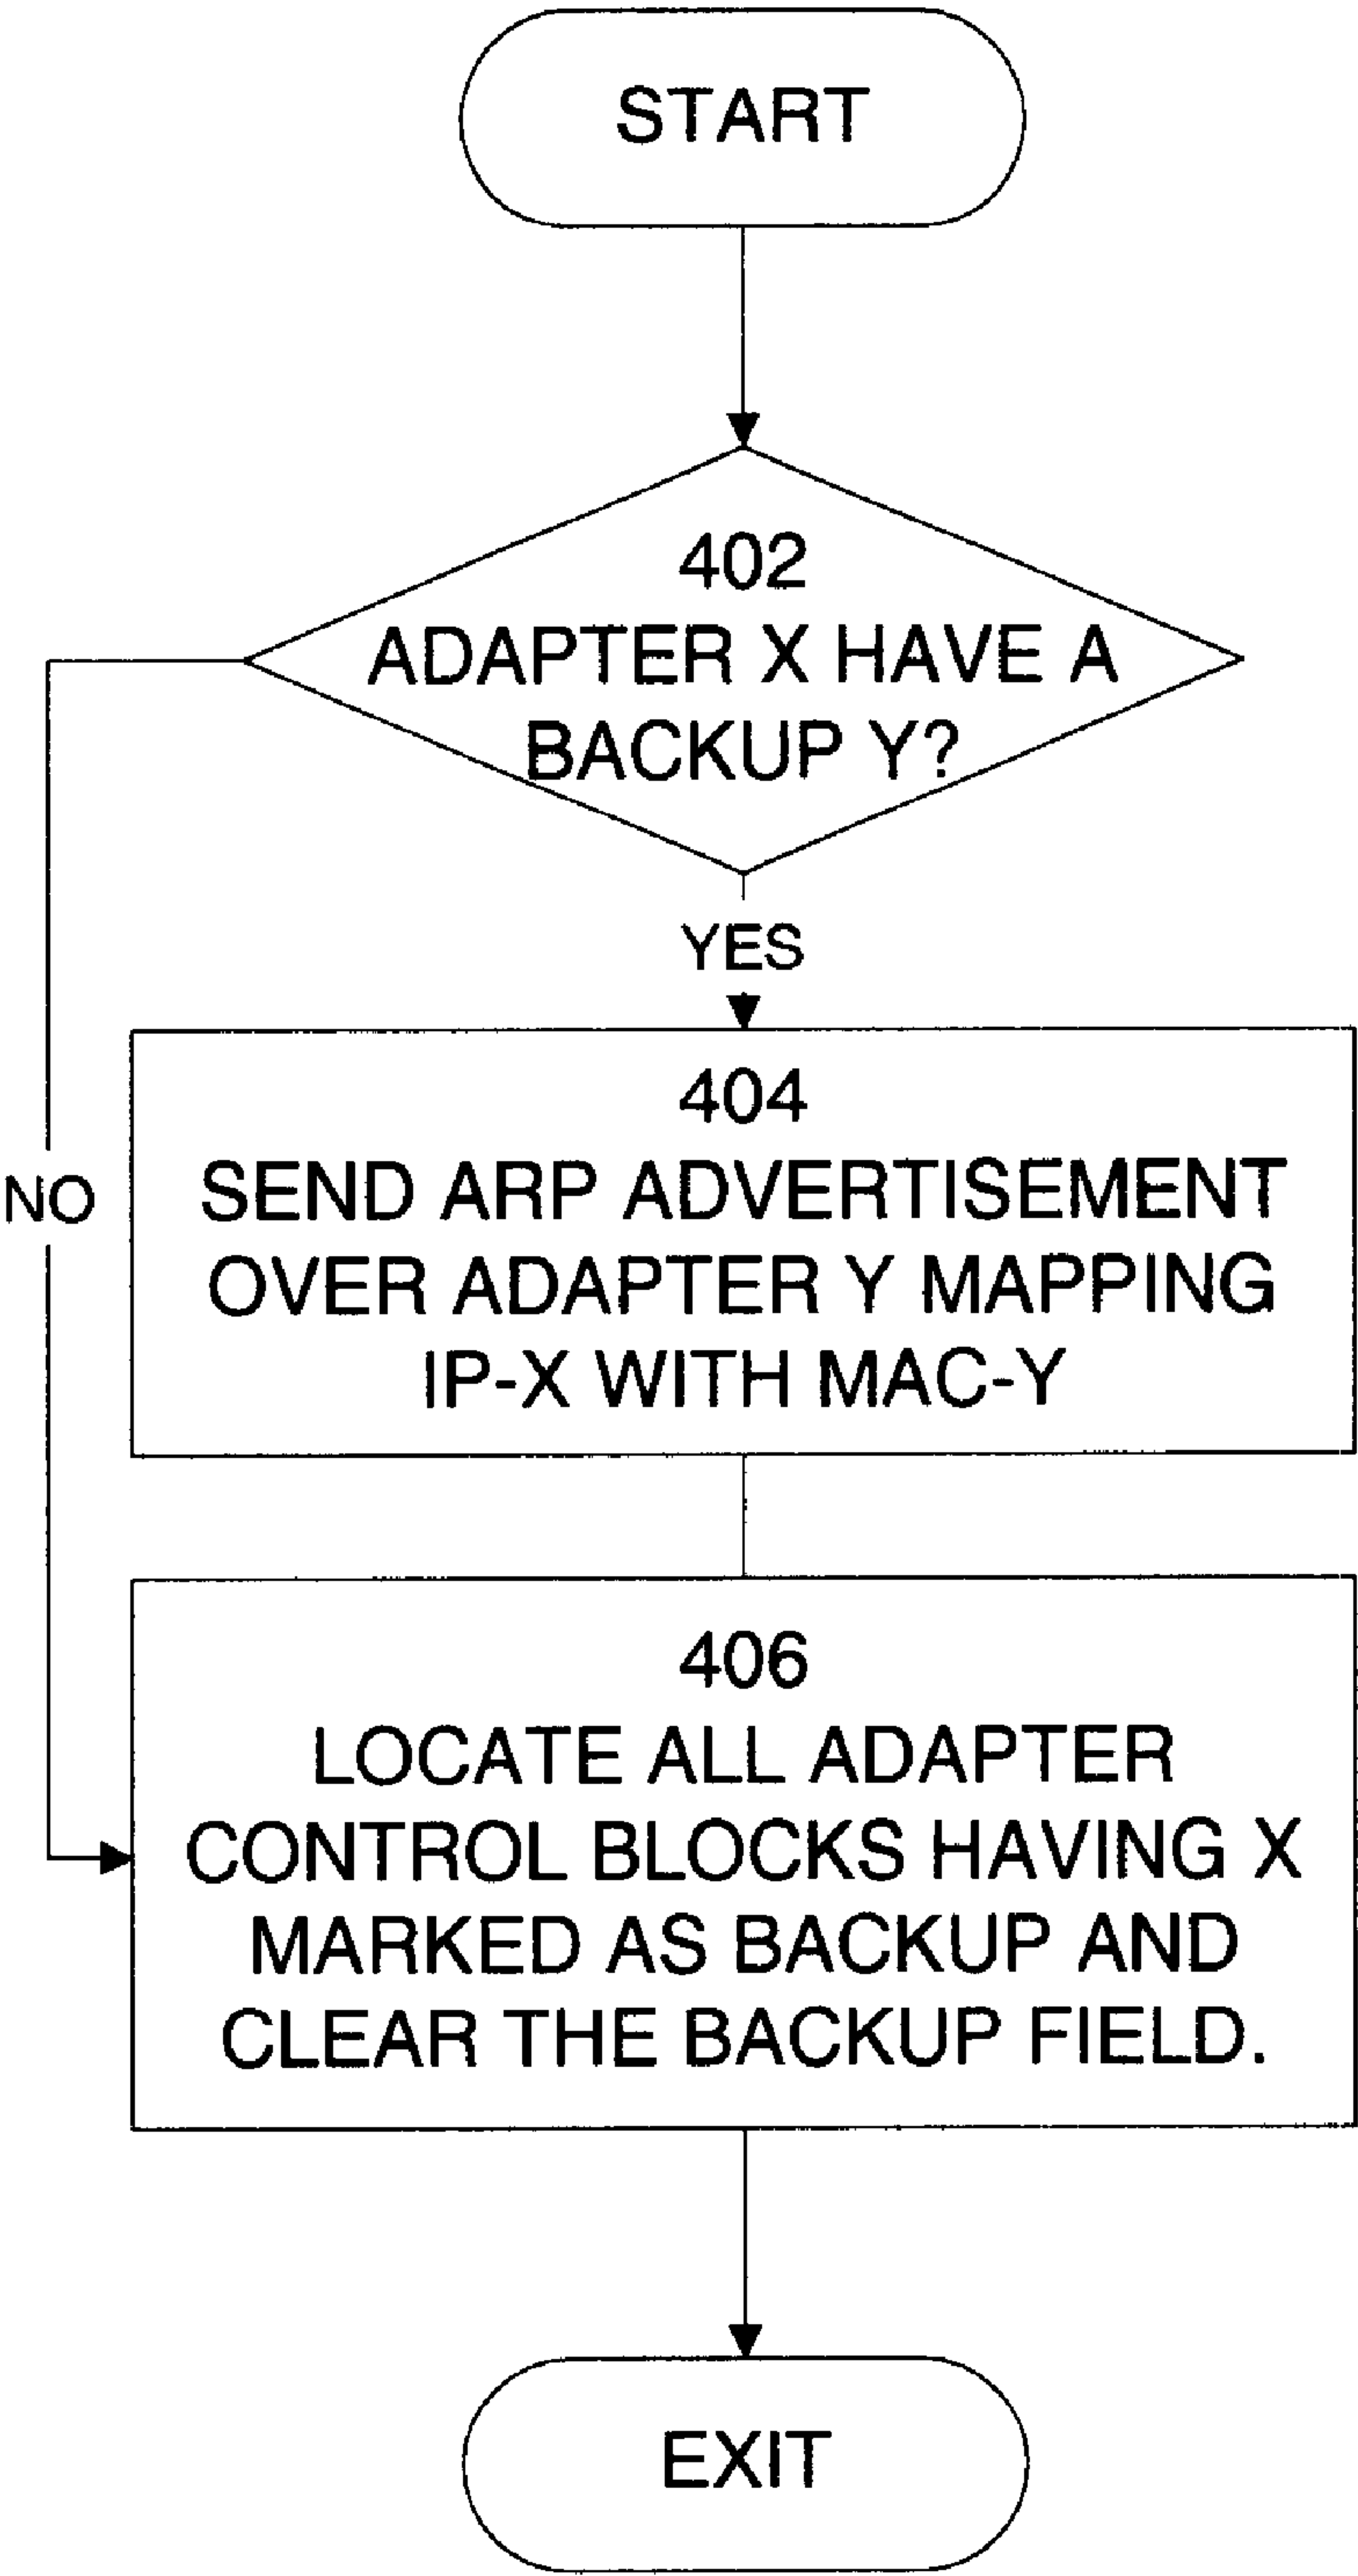 START
402
ADAPTER X HAVE A
BACKUP Y?
YES
NO
404
SEND ARP ADVERTISEMENT
OVER ADAPTER Y MAPPING
IP-X WITH MAC-Y
406
LOCATE ALL ADAPTER
CONTROL BLOCKS HAVING X
MARKED AS BACKUP AND
CLEAR THE BACKUP FIELD.
EXIT